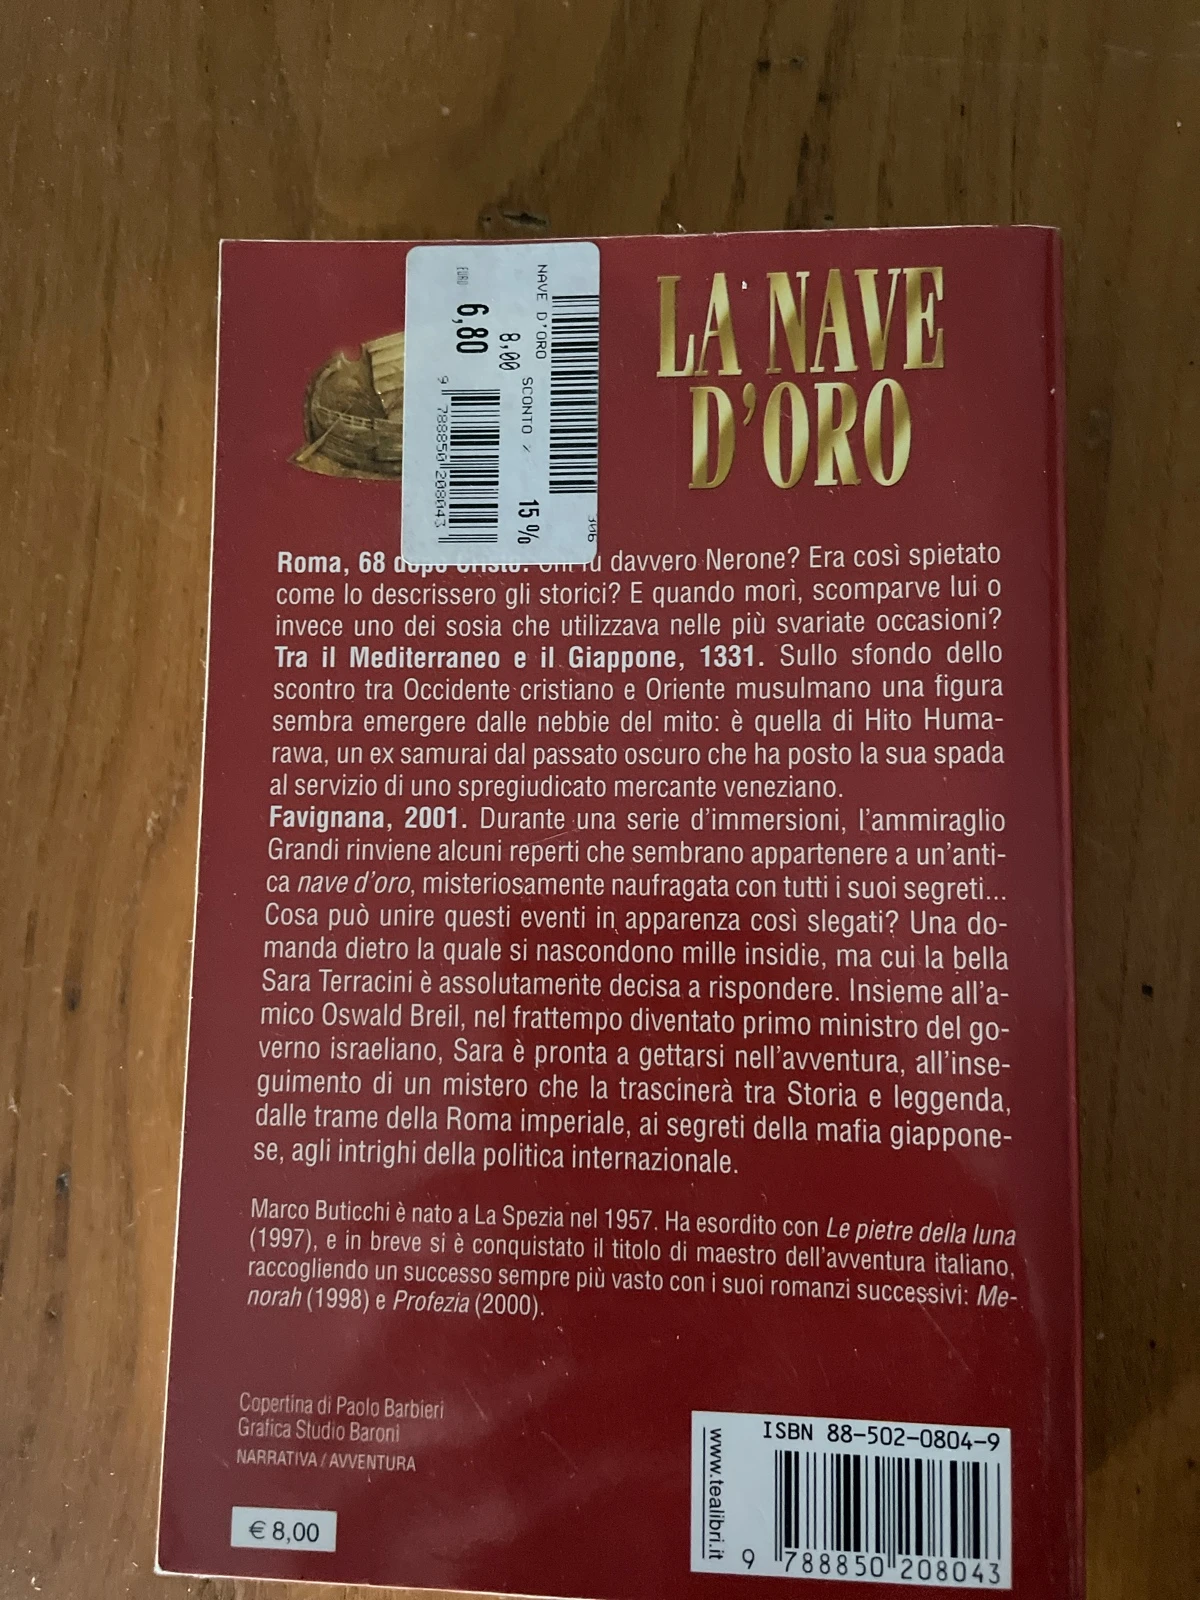 NAVE D'ORO
8,00 SCONTO % 15%
EURO 6,80
9 788850 208043
306
LA NAVE
D'ORO
Roma, 68 dopo Cristo. Chi fu davvero Nerone? Era così spietato
come lo descrissero gli storici? E quando morì, scomparve lui o
invece uno dei sosia che utilizzava nelle più svariate occasioni?
Tra il Mediterraneo e il Giappone, 1331. Sullo sfondo dello
scontro tra Occidente cristiano e Oriente musulmano una figura
sembra emergere dalle nebbie del mito: è quella di Hito Huma-
rawa, un ex samurai dal passato oscuro che ha posto la sua spada
al servizio di uno spregiudicato mercante veneziano.
Favignana, 2001. Durante una serie d'immersioni, l'ammiraglio
Grandi rinviene alcuni reperti che sembrano appartenere a un'anti-
ca nave d'oro, misteriosamente naufragata con tutti i suoi segreti...
Cosa può unire questi eventi in apparenza così slegati? Una do-
manda dietro la quale si nascondono mille insidie, ma cui la bella
Sara Terracini è assolutamente decisa a rispondere. Insieme all'a-
mico Oswald Breil, nel frattempo diventato primo ministro del go-
verno israeliano, Sara è pronta a gettarsi nell'avventura, all'inse-
guimento di un mistero che la trascinerà tra Storia e leggenda,
dalle trame della Roma imperiale, ai segreti della mafia giappone-
se, agli intrighi della politica internazionale.
Marco Buticchi è nato a La Spezia nel 1957. Ha esordito con Le pietre della luna
(1997), e in breve si è conquistato il titolo di maestro dell'avventura italiano,
raccogliendo un successo sempre più vasto con i suoi romanzi successivi: Me-
norah (1998) e Profezia (2000).
Copertina di Paolo Barbieri
Grafica Studio Baroni
NARRATIVA / AVVENTURA
€ 8,00
www.tealibri.it
ISBN 88-502-0804-9
9 788850 208043